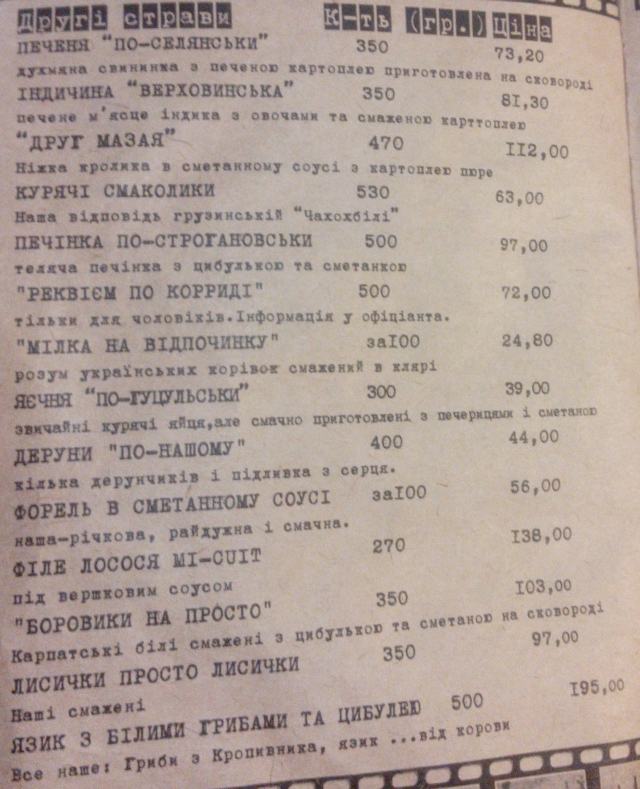 Другі страви К-ть (гр.) Ціна
ПЕЧЕНЯ “ПО-СЕЛЯНСЬКИ” 350 73,20
духмяна свининка з печеною картоплею приготовлена на сковороді
ІНДИЧИНА “ВЕРХОВИНСЬКА” 350 81,30
печене м'ясце індика з овочами та смаженою карттоплею
“ДРУГ МАЗАЯ” 470 112,00
Ніжка кролика в сметанному соусі з картоплею пюре
КУРЯЧІ СМАКОЛИКИ 530 63,00
Наша відповідь грузинській “Чахохбілі”
ПЕЧІНКА ПО-СТРОГАНОВСЬКИ 500 97,00
теляча печінка з цибулькою та сметанкою
"РЕКВІЄМ ПО КОРРИДІ" 500 72,00
тільки для чоловіків.Інформація у офіціанта.
"МІЛКА НА ВІДПОЧИНКУ" за100 24,80
розум українських корівок смажений в клярі
ЯЄЧНЯ “ПО-ГУЦУЛЬСЬКИ” 300 39,00
звичайні курячі яйця,але смачно приготовлені з печерицями і сметаною
ДЕРУНИ "ПО-НАШОМУ" 400 44,00
кілька дерунчиків і підливка з серця.
ФОРЕЛЬ В СМЕТАННОМУ СОУСІ за100 56,00
наша-річкова, райдужна і смачна.
ФІЛЕ ЛОСОСЯ MI-CUIT 270 138,00
під вершковим соусом
"БОРОВИКИ НА ПРОСТО" 350 103,00
Карпатські білі смажені з цибулькою та сметаною на сковороді
ЛИСИЧКИ ПРОСТО ЛИСИЧКИ 350 97,00
Наші смажені
ЯЗИК З БІЛИМИ ГРИБАМИ ТА ЦИБУЛЕЮ 500 195,00
Все наше: Гриби з Кропивника, язик ...від корови